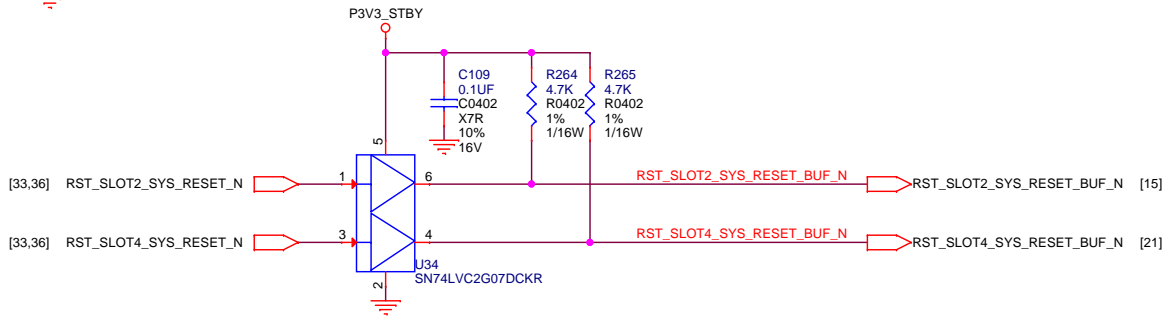 P3V3_STBY
C109
0.1UF
C0402
X7R
10%
16V
R264
4.7K
R0402
1%
1/16W
R265
4.7K
R0402
1%
1/16W
5
[33,36] RST_SLOT2_SYS_RESET_N 1 6 RST_SLOT2_SYS_RESET_BUF_N RST_SLOT2_SYS_RESET_BUF_N [15]
[33,36] RST_SLOT4_SYS_RESET_N 3 4 RST_SLOT4_SYS_RESET_BUF_N RST_SLOT4_SYS_RESET_BUF_N [21]
U34
SN74LVC2G07DCKR
2